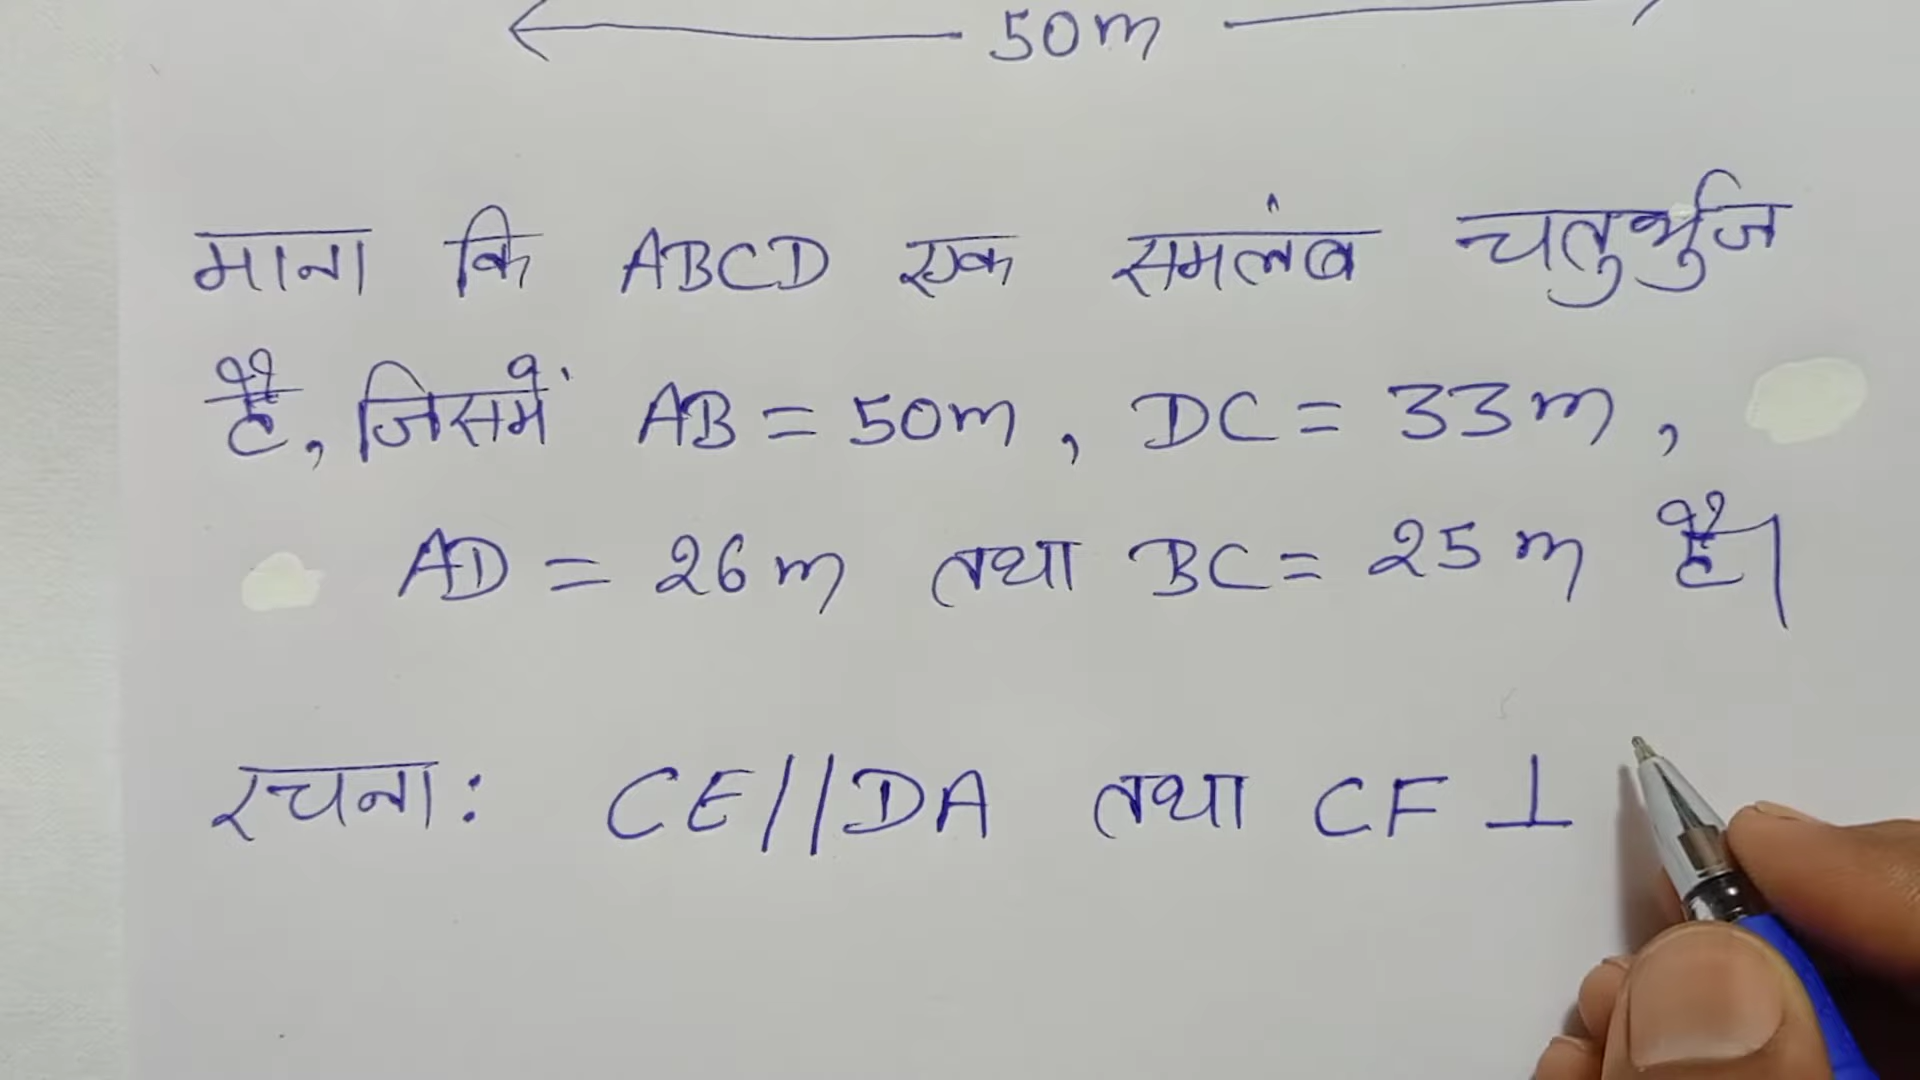 50m
माना कि ABCD एक समलंब चतुर्भुज
है, जिसमें AB = 50m, DC = 33m,
AD = 26m तथा BC = 25m है।
रचना: CE//DA तथा CF ⊥